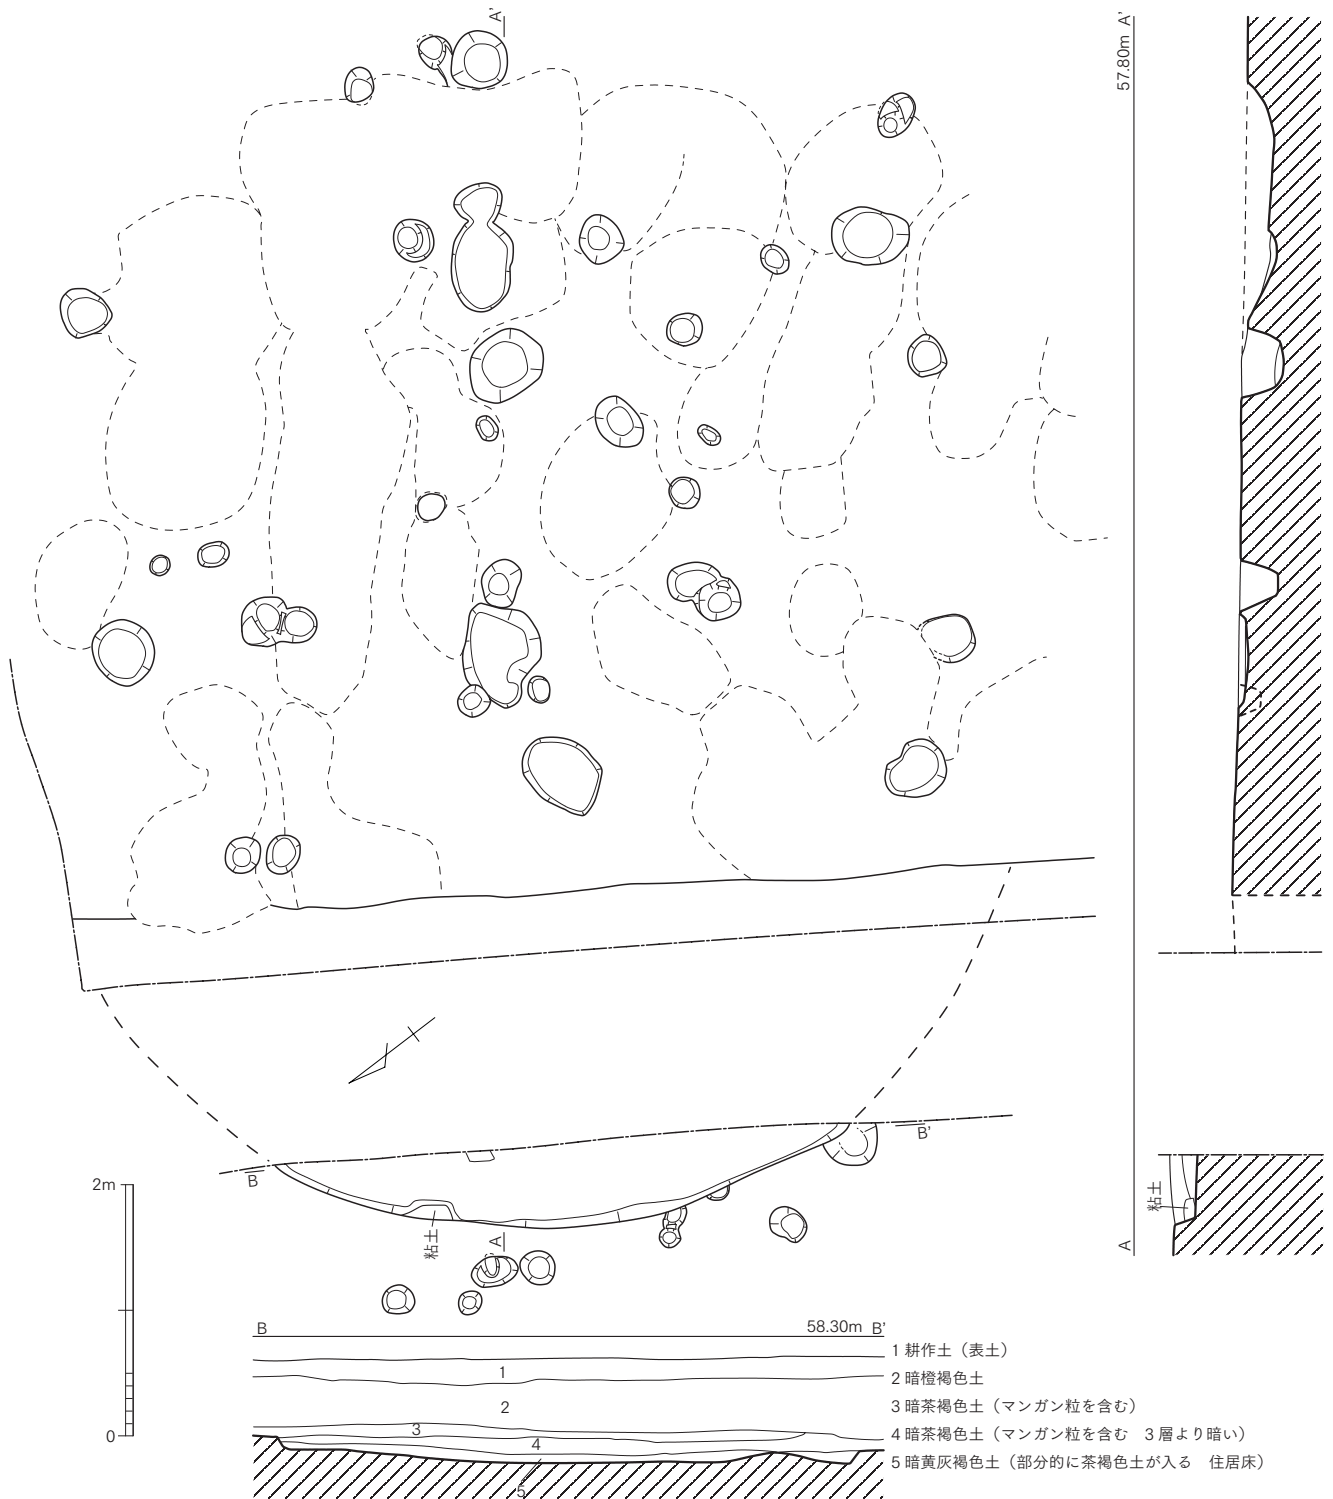 A'
57.80m A'
B'
B
2m
粘土
A
粘土
A
0
B 58.30m B'
1
2
3
4
5
1 耕作土（表土）
2 暗橙褐色土
3 暗茶褐色土（マンガン粒を含む）
4 暗茶褐色土（マンガン粒を含む　3 層より暗い）
5 暗黄灰褐色土（部分的に茶褐色土が入る　住居床）